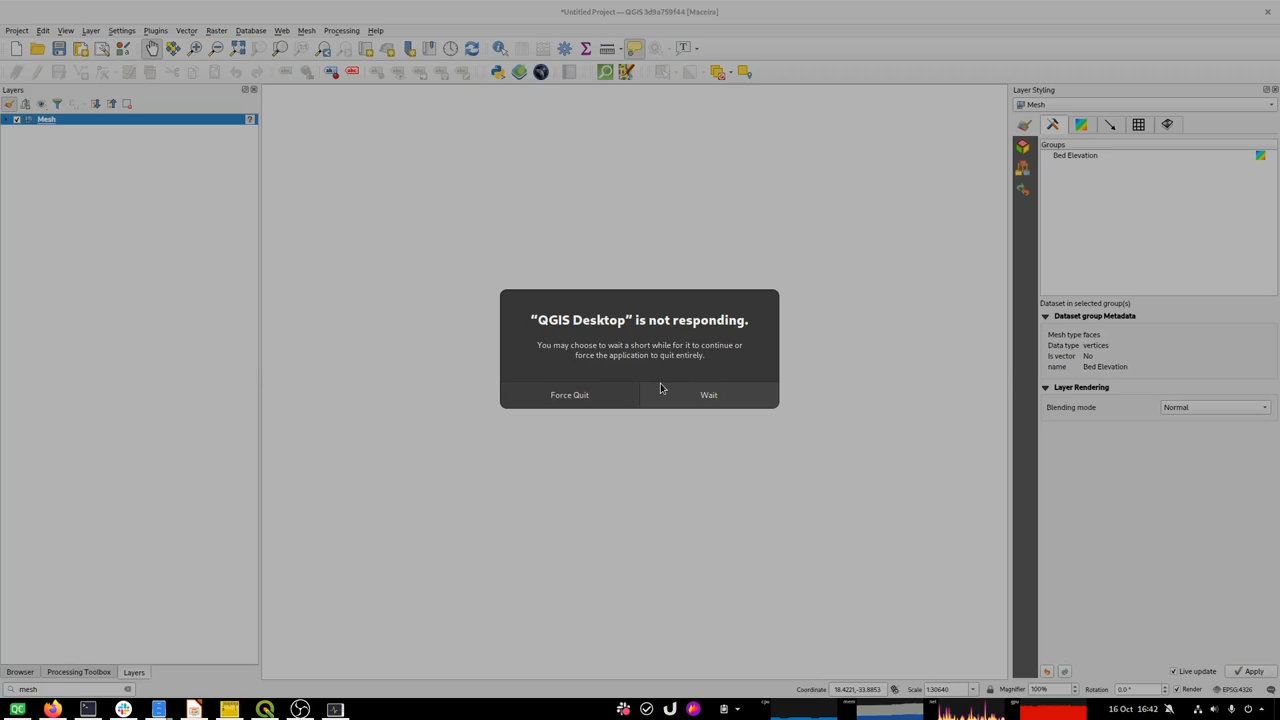 *Untitled Project — QGIS 3d9a759f44 [Maceira]
Project Edit View Layer Settings Plugins Vector Raster Database Web Mesh Processing Help
Layers
Mesh
"QGIS Desktop" is not responding.
You may choose to wait a short while for it to continue or
force the application to quit entirely.
Force Quit Wait
Layer Styling
Mesh
Groups
Bed Elevation
Dataset in selected group(s)
Dataset group Metadata
Mesh type faces
Data type vertices
Is vector No
name Bed Elevation
Layer Rendering
Blending mode Normal
Live update Apply
Browser Processing Toolbox Layers
mesh Coordinate 18.4221,-33.8853 Scale 1:30640 Magnifier 100% Rotation 0.0 ° Render EPSG:4326
16 Oct 16:42